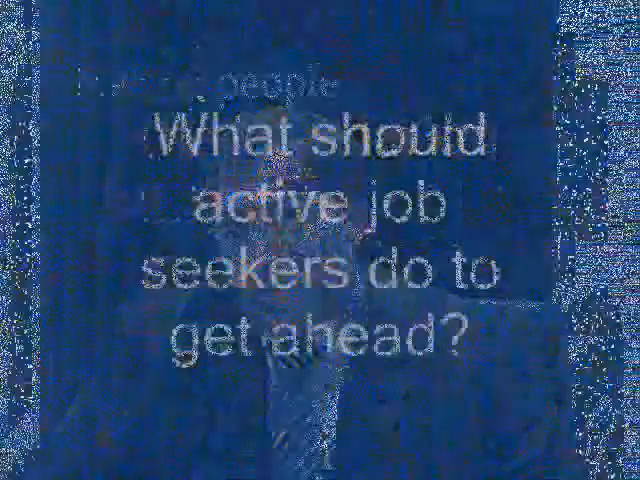 people
What should
active job
seekers do to
get ahead?